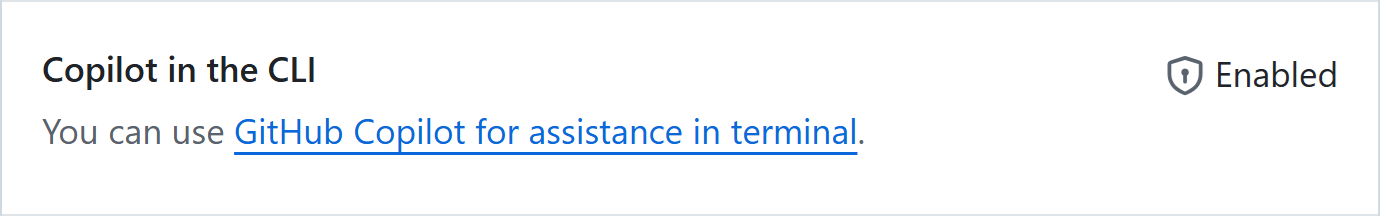 Copilot in the CLI
Enabled
You can use GitHub Copilot for assistance in terminal.